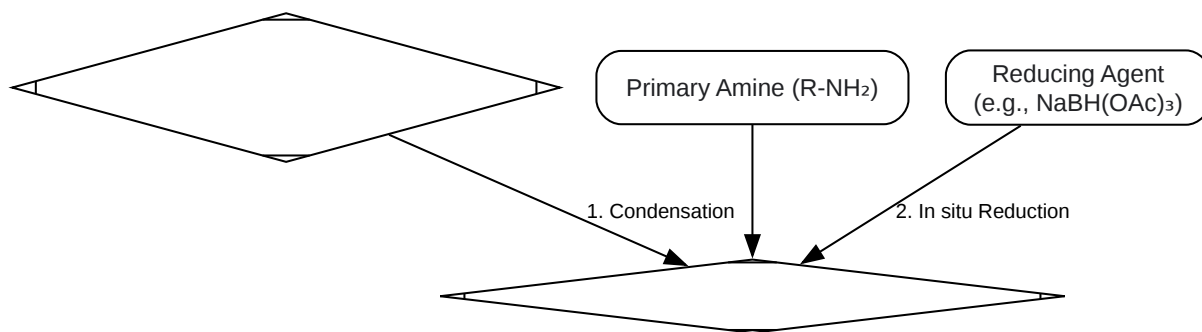 Primary Amine (R-NH₂)
Reducing Agent
(e.g., NaBH(OAc)₃)
1. Condensation
2. In situ Reduction